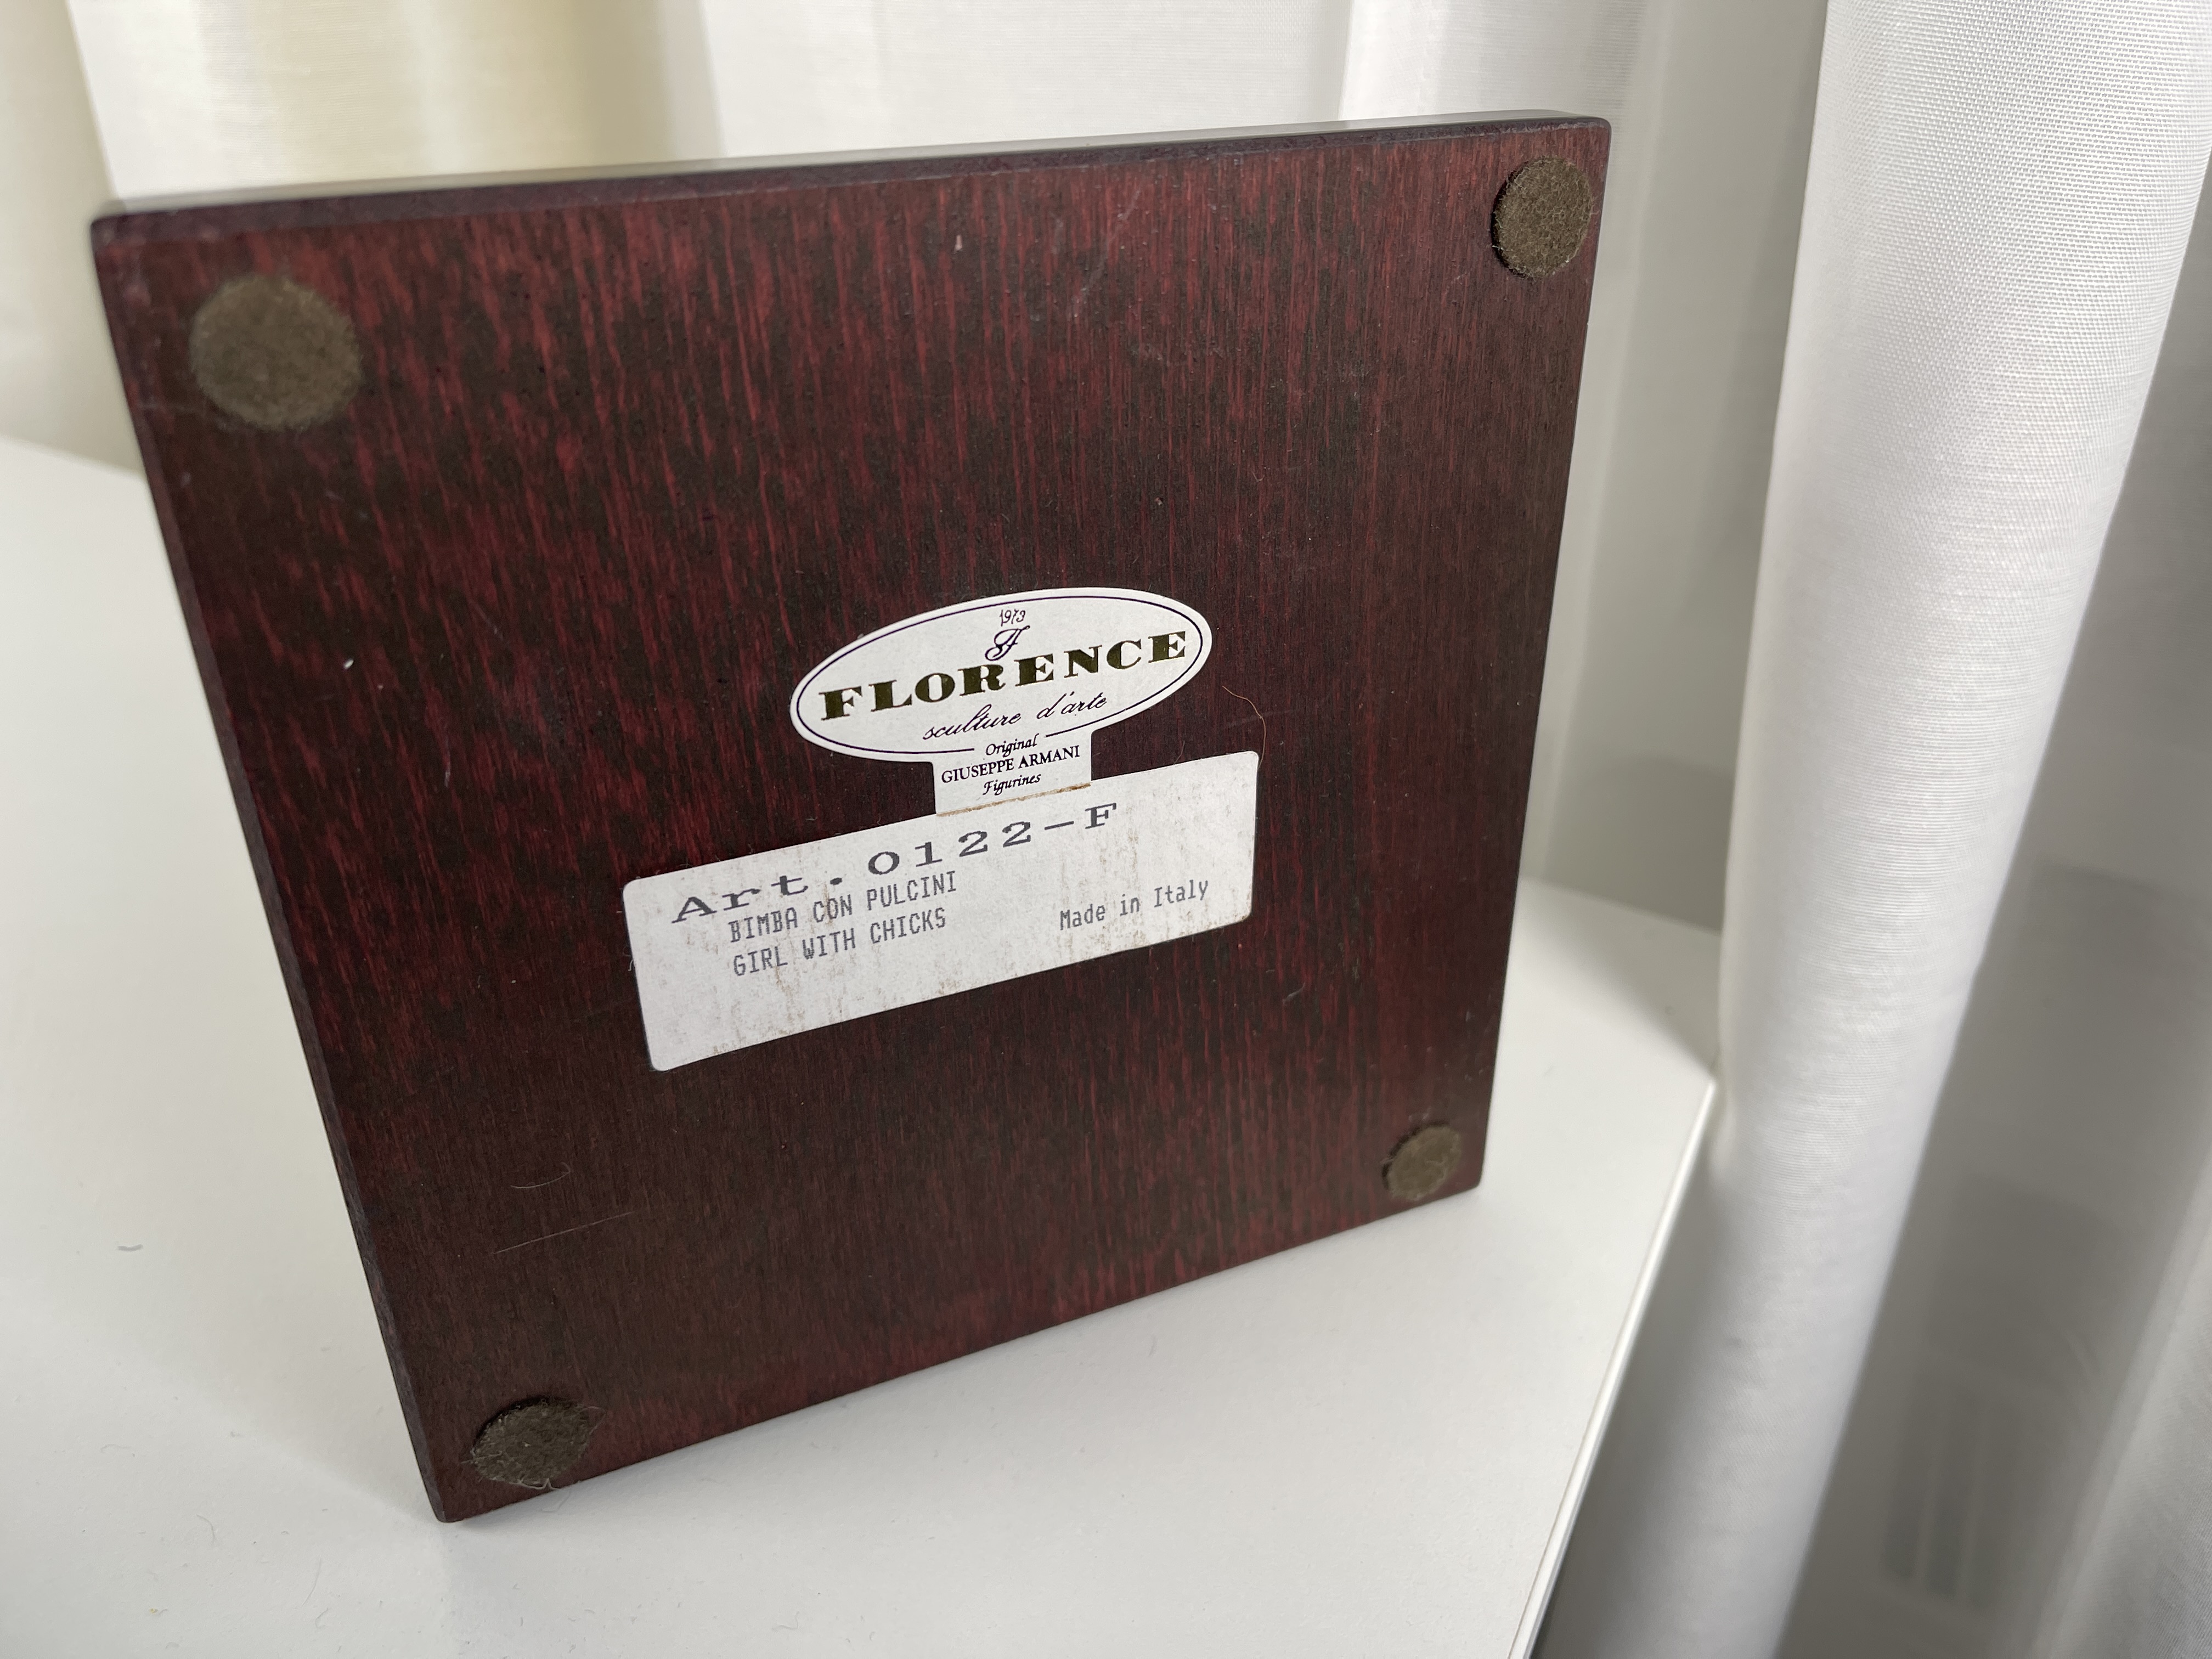 1973
F
FLORENCE
sculture d'arte
Original
GIUSEPPE ARMANI
Figurines
Art. 0122-F
BIMBA CON PULCINI
GIRL WITH CHICKS
Made in Italy